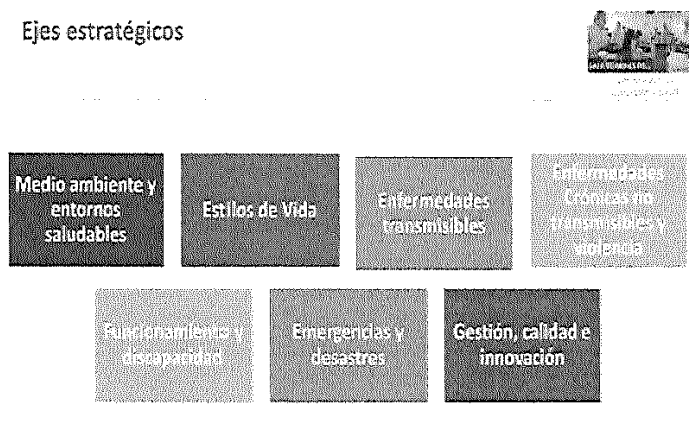 Ejes estratégicos
Medio ambiente y
entornos
saludables
Estilos de Vida
Enfermedades
transmisibles
Enfermedades
Crónicas no
transmisibles y
violencia
Funcionamiento y
discapacidad
Emergencias y
desastres
Gestión, calidad e
innovación